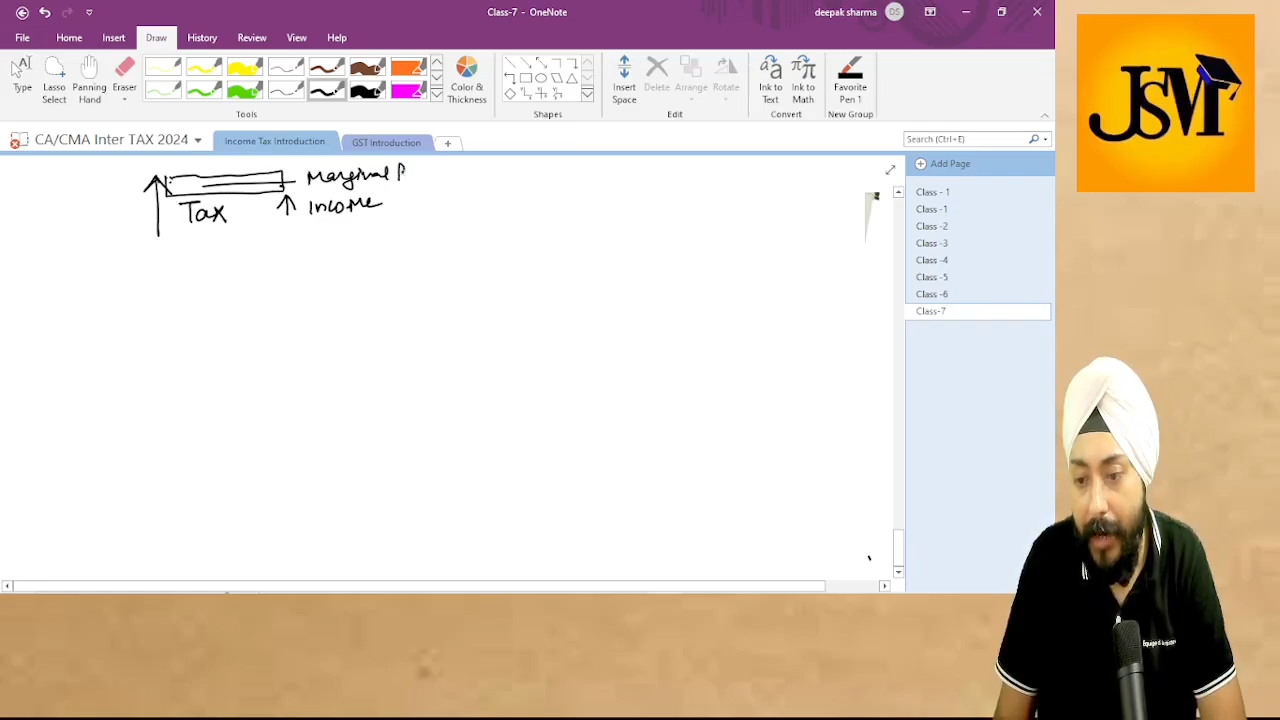 Class-7 - OneNote
deepak sharma DS
File Home Insert Draw History Review View Help
Type
Lasso Select
Panning Hand
Eraser
Color & Thickness
Insert Space
Delete Arrange Rotate
Ink to Text
Ink to Math
Favorite Pen 1
Tools Shapes Edit Convert New Group
CA/CMA Inter TAX 2024 Income Tax Introduction GST Introduction + Search (Ctrl+E)
Add Page
Class - 1
Class -1
Class -2
Class -3
Class -4
Class -5
Class -6
Class-7
Marginal
Tax Income
JSM